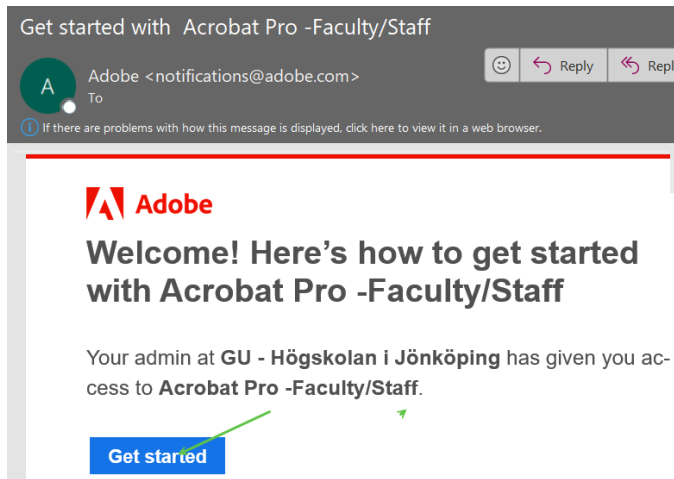 Get started with Acrobat Pro -Faculty/Staff
A
Adobe <notifications@adobe.com>
To
Reply
Repl
If there are problems with how this message is displayed, click here to view it in a web browser.
Adobe
Welcome! Here's how to get started
with Acrobat Pro -Faculty/Staff
Your admin at GU - Högskolan i Jönköping has given you ac-
cess to Acrobat Pro -Faculty/Staff.
Get started